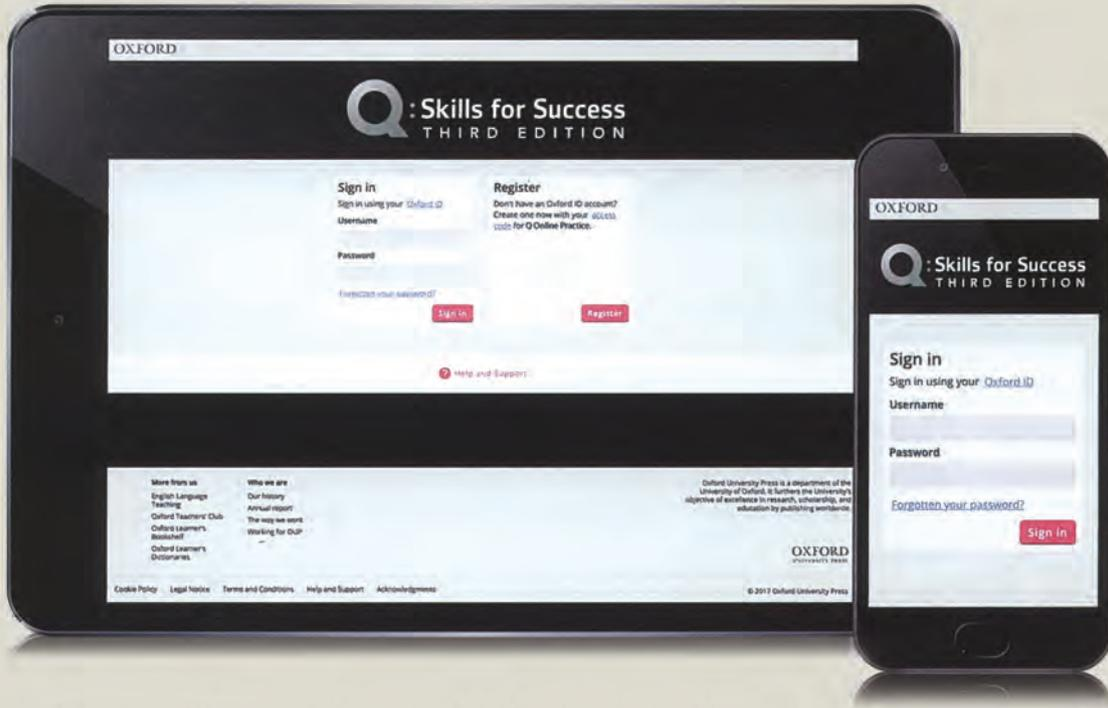 OXFORD
Q: Skills for Success
THIRD EDITION
Sign in
Sign in using your Oxford ID
Username
Password
Forgotten your password?
Sign in
Register
Don't have an Oxford ID account?
Create one now with your access
code for Q Online Practice.
Register
Help and Support
More from us
English Language
Teaching
Oxford Teachers' Club
Oxford Learner's
Bookshelf
Oxford Learner's
Dictionaries
Who we are
Our history
Annual report
The way we work
Working for OUP
Oxford University Press is a department of the
University of Oxford. It furthers the University's
objective of excellence in research, scholarship, and
education by publishing worldwide.
OXFORD
UNIVERSITY PRESS
Cookie Policy Legal Notice Terms and Conditions Help and Support Acknowledgments
© 2017 Oxford University Press
OXFORD
Q: Skills for Success
THIRD EDITION
Sign in
Sign in using your Oxford ID
Username
Password
Forgotten your password?
Sign in